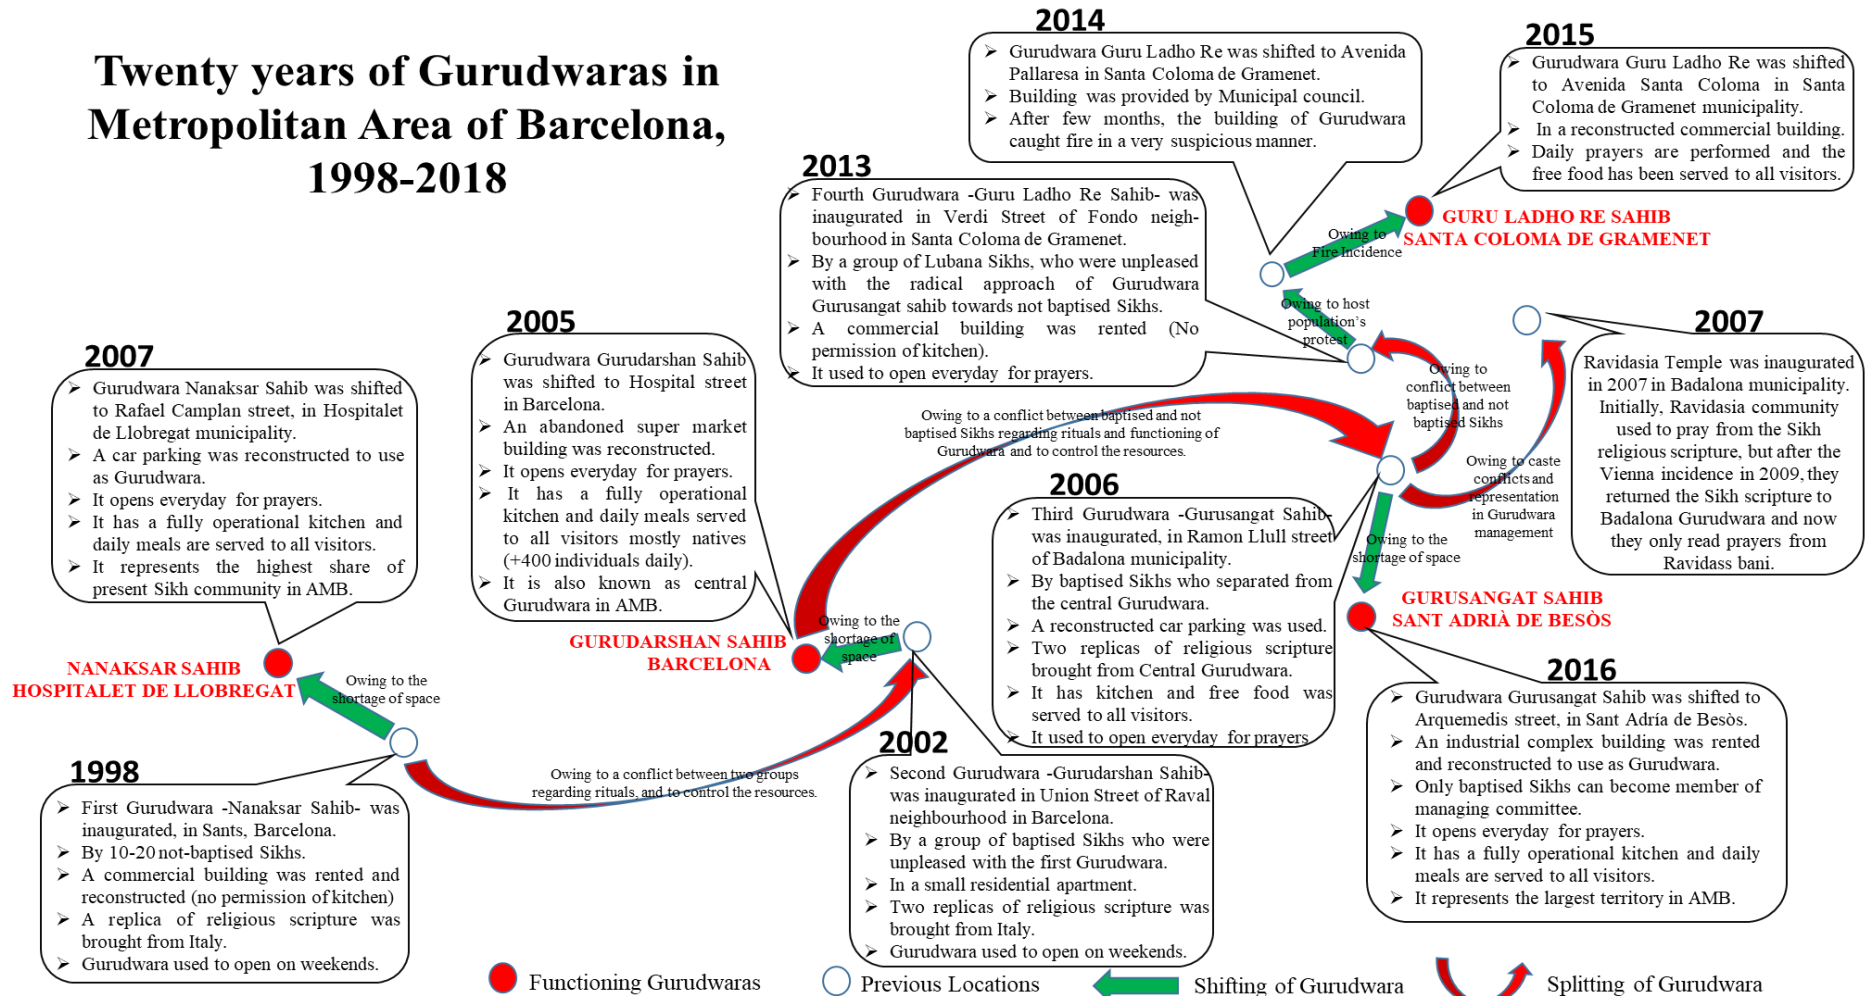 Twenty years of Gurudwaras in
Metropolitan Area of Barcelona,
1998-2018
2014
➢ Gurudwara Guru Ladho Re was shifted to Avenida
Pallaresa in Santa Coloma de Gramenet.
➢ Building was provided by Municipal council.
➢ After few months, the building of Gurudwara
caught fire in a very suspicious manner.
2015
➢ Gurudwara Guru Ladho Re was shifted
to Avenida Santa Coloma in Santa
Coloma de Gramenet municipality.
➢ In a reconstructed commercial building.
➢ Daily prayers are performed and the
free food has been served to all visitors.
2013
➢ Fourth Gurudwara -Guru Ladho Re Sahib- was
inaugurated in Verdi Street of Fondo neigh-
bourhood in Santa Coloma de Gramenet.
➢ By a group of Lubana Sikhs, who were unpleased
with the radical approach of Gurudwara
Gurusangat sahib towards not baptised Sikhs.
➢ A commercial building was rented (No
permission of kitchen).
➢ It used to open everyday for prayers.
GURU LADHO RE SAHIB
SANTA COLOMA DE GRAMENET
Owing to
Fire Incidence
Owing to host
population's
protest
2005
➢ Gurudwara Gurudarshan Sahib
was shifted to Hospital street
in Barcelona.
➢ An abandoned super market
building was reconstructed.
➢ It opens everyday for prayers.
➢ It has a fully operational
kitchen and daily meals served
to all visitors mostly natives
(+400 individuals daily).
➢ It is also known as central
Gurudwara in AMB.
2007
➢ Gurudwara Nanaksar Sahib was shifted
to Rafael Camplan street, in Hospitalet
de Llobregat municipality.
➢ A car parking was reconstructed to use
as Gurudwara.
➢ It opens everyday for prayers.
➢ It has a fully operational kitchen and
daily meals are served to all visitors.
➢ It represents the highest share of
present Sikh community in AMB.
2007
Ravidasia Temple was inaugurated
in 2007 in Badalona municipality.
Initially, Ravidasia community
used to pray from the Sikh
religious scripture, but after the
Vienna incidence in 2009, they
returned the Sikh scripture to
Badalona Gurudwara and now
they only read prayers from
Ravidass bani.
Owing to
conflict between
baptised and not
baptised Sikhs
Owing to a conflict between baptised and not
baptised Sikhs regarding rituals and functioning of
Gurudwara and to control the resources.
Owing to caste
conflicts and
representation
in Gurudwara
management
2006
➢ Third Gurudwara -Gurusangat Sahib-
was inaugurated, in Ramon Llull street
of Badalona municipality.
➢ By baptised Sikhs who separated from
the central Gurudwara.
➢ A reconstructed car parking was used.
➢ Two replicas of religious scripture
brought from Central Gurudwara.
➢ It has kitchen and free food was
served to all visitors.
➢ It used to open everyday for prayers
Owing to the
shortage of space
GURUSANGAT SAHIB
SANT ADRIÀ DE BESÒS
GURUDARSHAN SAHIB
BARCELONA
Owing to the
shortage of
space
NANAKSAR SAHIB
HOSPITALET DE LLOBREGAT
Owing to the
shortage of space
2016
➢ Gurudwara Gurusangat Sahib was shifted to
Arquemedis street, in Sant Adría de Besòs.
➢ An industrial complex building was rented
and reconstructed to use as Gurudwara.
➢ Only baptised Sikhs can become member of
managing committee.
➢ It opens everyday for prayers.
➢ It has a fully operational kitchen and daily
meals are served to all visitors.
➢ It represents the largest territory in AMB.
2002
➢ Second Gurudwara -Gurudarshan Sahib-
was inaugurated in Union Street of Raval
neighbourhood in Barcelona.
➢ By a group of baptised Sikhs who were
unpleased with the first Gurudwara.
➢ In a small residential apartment.
➢ Two replicas of religious scripture was
brought from Italy.
➢ Gurudwara used to open on weekends.
Owing to a conflict between two groups
regarding rituals, and to control the resources.
1998
➢ First Gurudwara -Nanaksar Sahib- was
inaugurated, in Sants, Barcelona.
➢ By 10-20 not-baptised Sikhs.
➢ A commercial building was rented and
reconstructed (no permission of kitchen)
➢ A replica of religious scripture was
brought from Italy.
➢ Gurudwara used to open on weekends.
Functioning Gurudwaras
Previous Locations
Shifting of Gurudwara
Splitting of Gurudwara